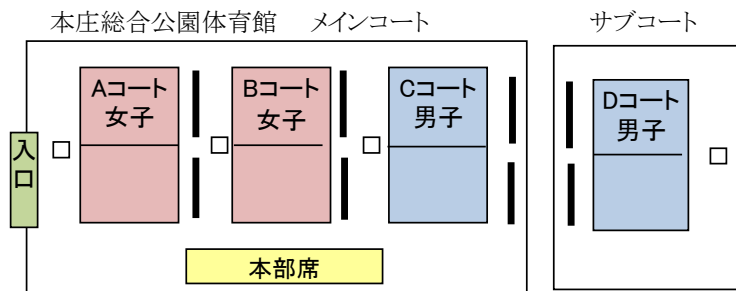 本庄総合公園体育館 メインコート
サブコート
Aコート
女子
Bコート
女子
Cコート
男子
Dコート
男子
入口
本部席